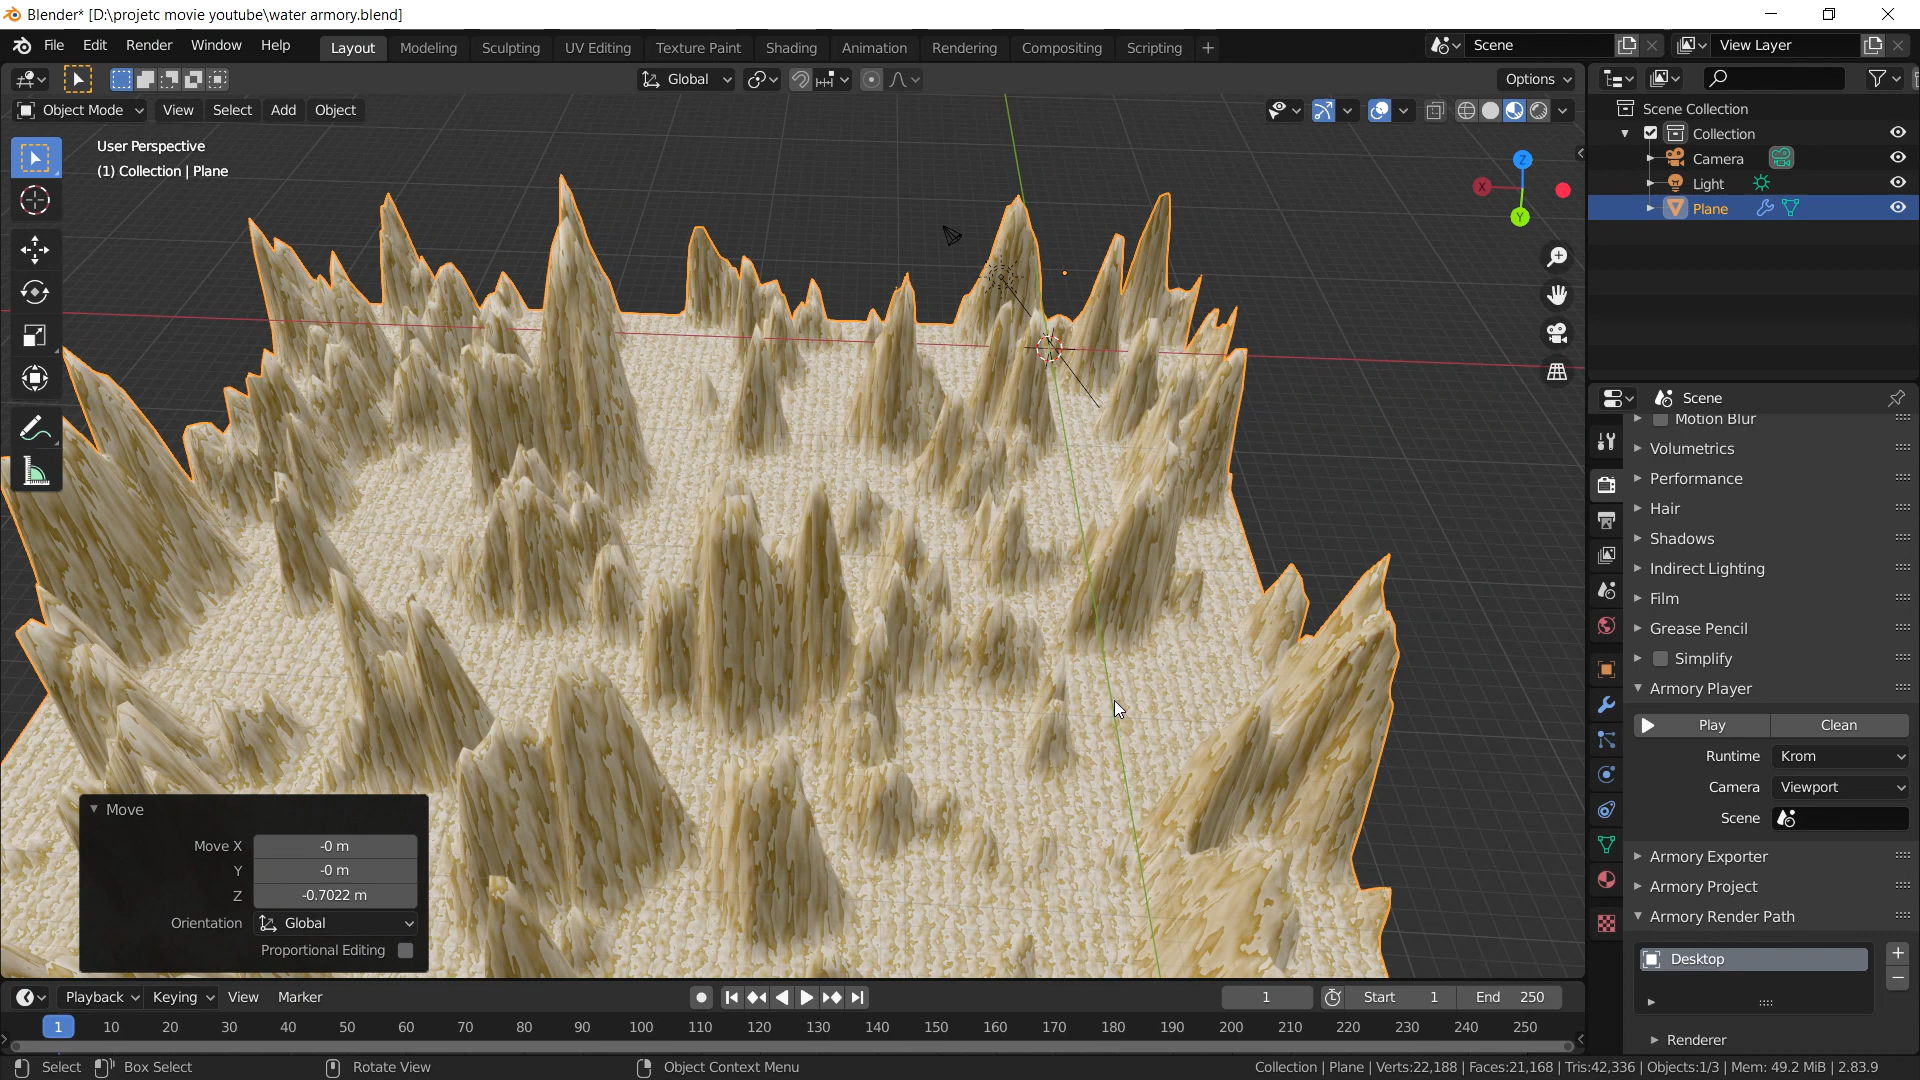 Blender* [D:\projetc movie youtube\water armory.blend]
File Edit Render Window Help Layout Modeling Sculpting UV Editing Texture Paint Shading Animation Rendering Compositing Scripting + Scene View Layer
Global Options
Object Mode View Select Add Object
User Perspective
(1) Collection | Plane
Z
X
Y
Scene Collection
Collection
Camera
Light
Plane
Scene
Motion Blur
Volumetrics
Performance
Hair
Shadows
Indirect Lighting
Film
Grease Pencil
Simplify
Armory Player
Play Clean
Runtime Krom
Camera Viewport
Scene
Armory Exporter
Armory Project
Armory Render Path
Desktop
Renderer
Move
Move X -0 m
Y -0 m
Z -0.7022 m
Orientation Global
Proportional Editing
Playback Keying View Marker 1 Start 1 End 250
1 10 20 30 40 50 60 70 80 90 100 110 120 130 140 150 160 170 180 190 200 210 220 230 240 250
Select Box Select Rotate View Object Context Menu Collection | Plane | Verts:22,188 | Faces:21,168 | Tris:42,336 | Objects:1/3 | Mem: 49.2 MiB | 2.83.9